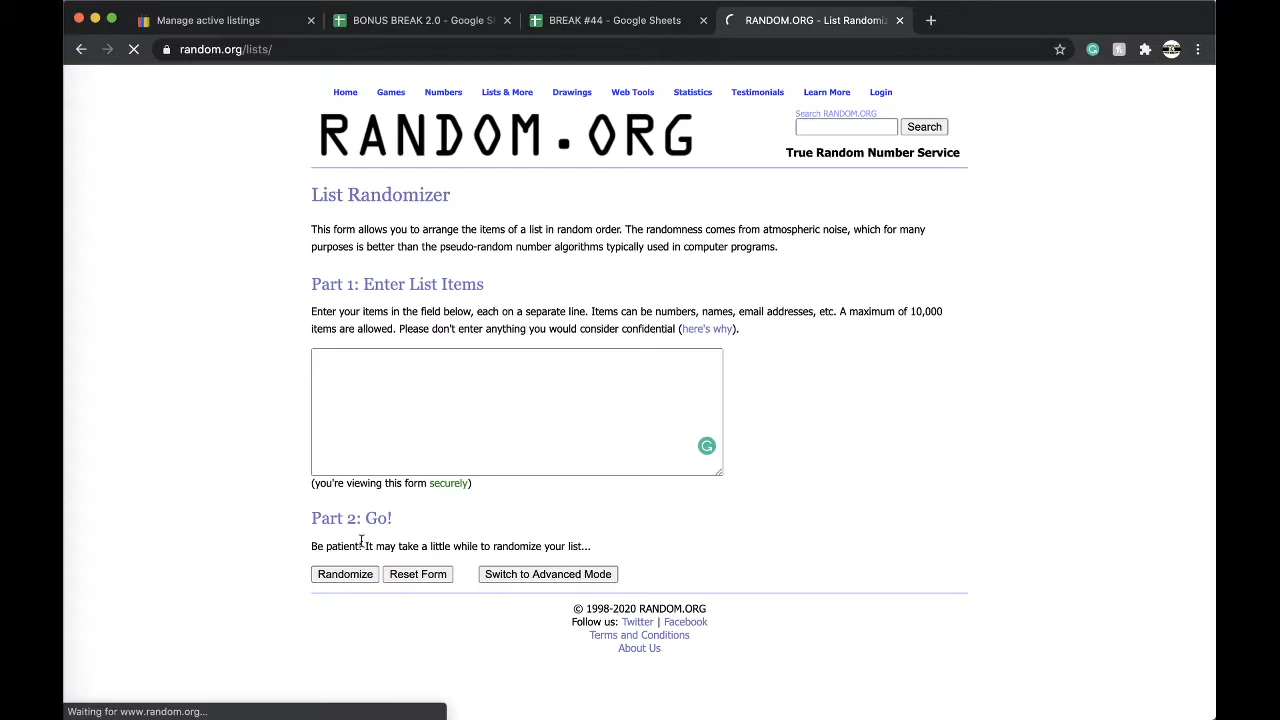 Manage active listings
BONUS BREAK 2.0 - Google S
BREAK #44 - Google Sheets
RANDOM.ORG - List Randomiz
random.org/lists/
Home Games Numbers Lists & More Drawings Web Tools Statistics Testimonials Learn More Login
RANDOM.ORG
Search RANDOM.ORG
Search
True Random Number Service
List Randomizer
This form allows you to arrange the items of a list in random order. The randomness comes from atmospheric noise, which for many
purposes is better than the pseudo-random number algorithms typically used in computer programs.
Part 1: Enter List Items
Enter your items in the field below, each on a separate line. Items can be numbers, names, email addresses, etc. A maximum of 10,000
items are allowed. Please don't enter anything you would consider confidential (here's why).
(you're viewing this form securely)
Part 2: Go!
Be patient! It may take a little while to randomize your list...
Randomize Reset Form Switch to Advanced Mode
© 1998-2020 RANDOM.ORG
Follow us: Twitter | Facebook
Terms and Conditions
About Us
Waiting for www.random.org...